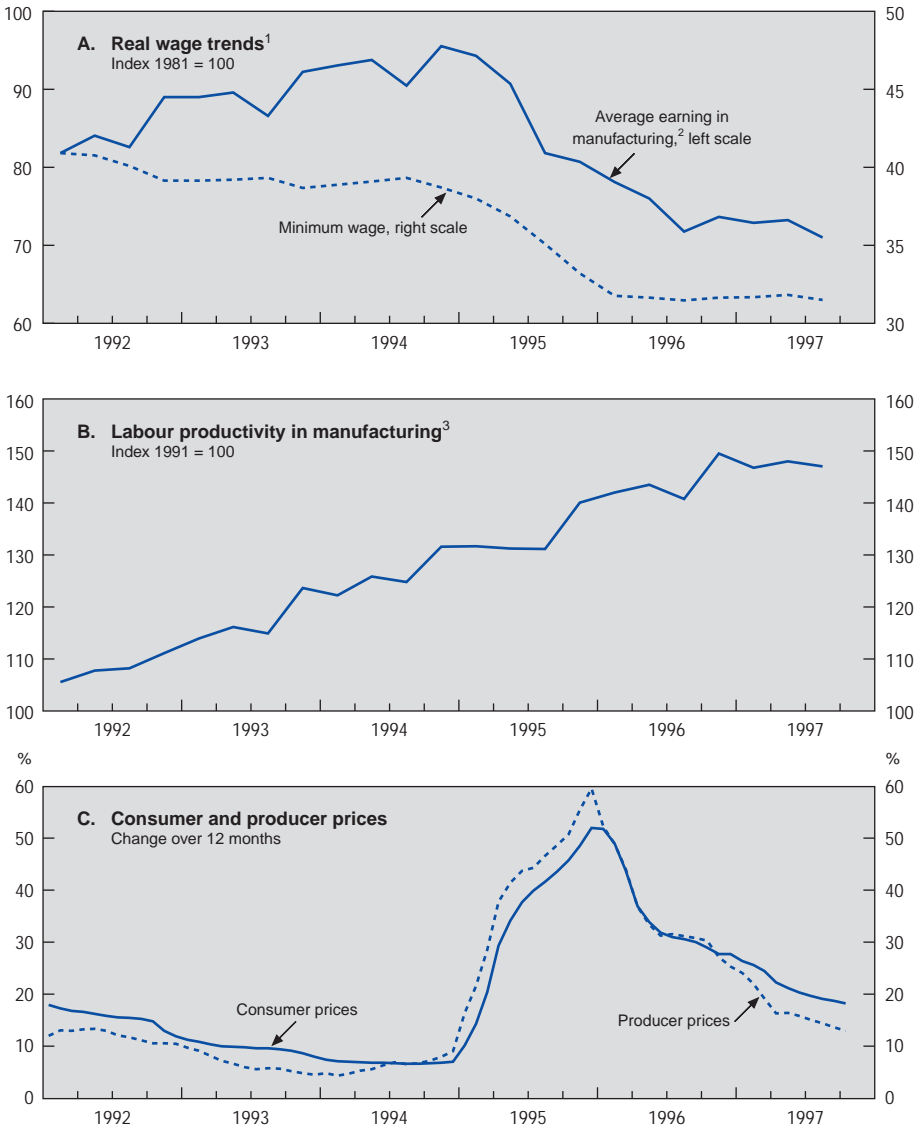 A. Real wage trends1
Index 1981 = 100
100
90
80
70
60
50
45
40
35
30
Average earning in
manufacturing,2 left scale
Minimum wage, right scale
1992 1993 1994 1995 1996 1997
B. Labour productivity in manufacturing3
Index 1991 = 100
160
150
140
130
120
110
100
160
150
140
130
120
110
100
1992 1993 1994 1995 1996 1997
% %
C. Consumer and producer prices
Change over 12 months
60
50
40
30
20
10
0
60
50
40
30
20
10
0
Consumer prices
Producer prices
1992 1993 1994 1995 1996 1997